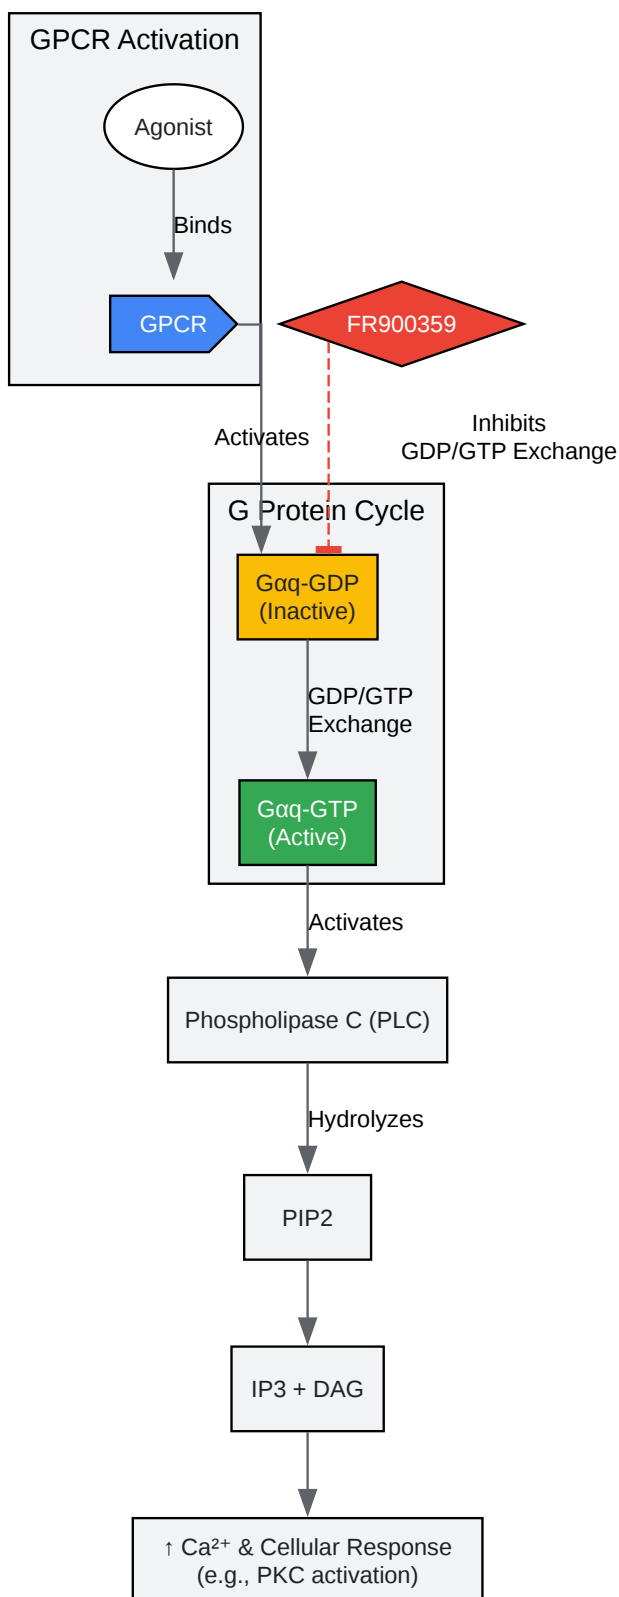 GPCR Activation
Agonist
Binds
GPCR
FR900359
Activates
Inhibits
GDP/GTP Exchange
G Protein Cycle
Gαq-GDP
(Inactive)
GDP/GTP
Exchange
Gαq-GTP
(Active)
Activates
Phospholipase C (PLC)
Hydrolyzes
PIP2
IP3 + DAG
↑ Ca²⁺ & Cellular Response
(e.g., PKC activation)